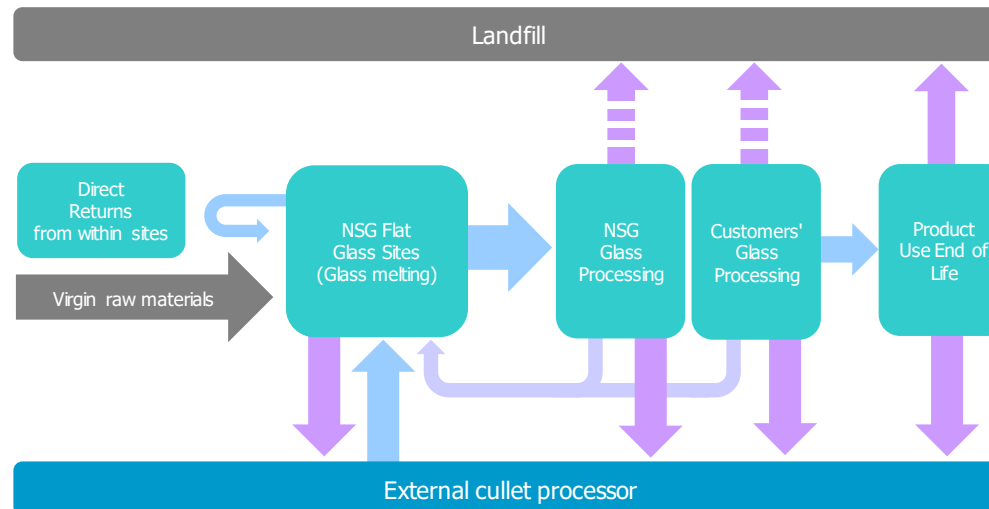 Landfill
Direct
Returns
from within sites
NSG Flat
Glass Sites
(Glass melting)
NSG
Glass
Processing
Customers'
Glass
Processing
Product
Use End of
Life
Virgin raw materials
External cullet processor